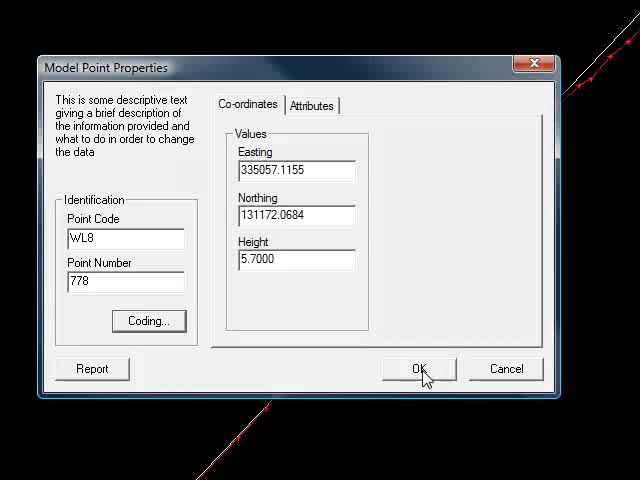 Model Point Properties
This is some descriptive text
giving a brief description of
the information provided and
what to do in order to change
the data
Co-ordinates
Attributes
Values
Easting
335057.1155
Northing
131172.0684
Height
5.7000
Identification
Point Code
WL8
Point Number
778
Coding...
Report
OK
Cancel